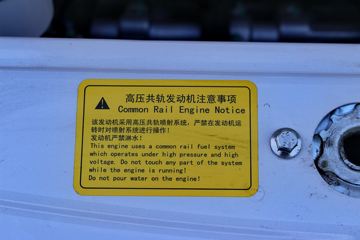 高压共轨发动机注意事项
Common Rail Engine Notice
该发动机采用高压共轨喷射系统，严禁在发动机运
转时对喷射系统进行操作！
发动机严禁淋水！
This engine uses a common rail fuel system
which operates under high pressure and high
voltage. Do not touch any part of the system
while the engine is running!
Do not pour water on the engine!